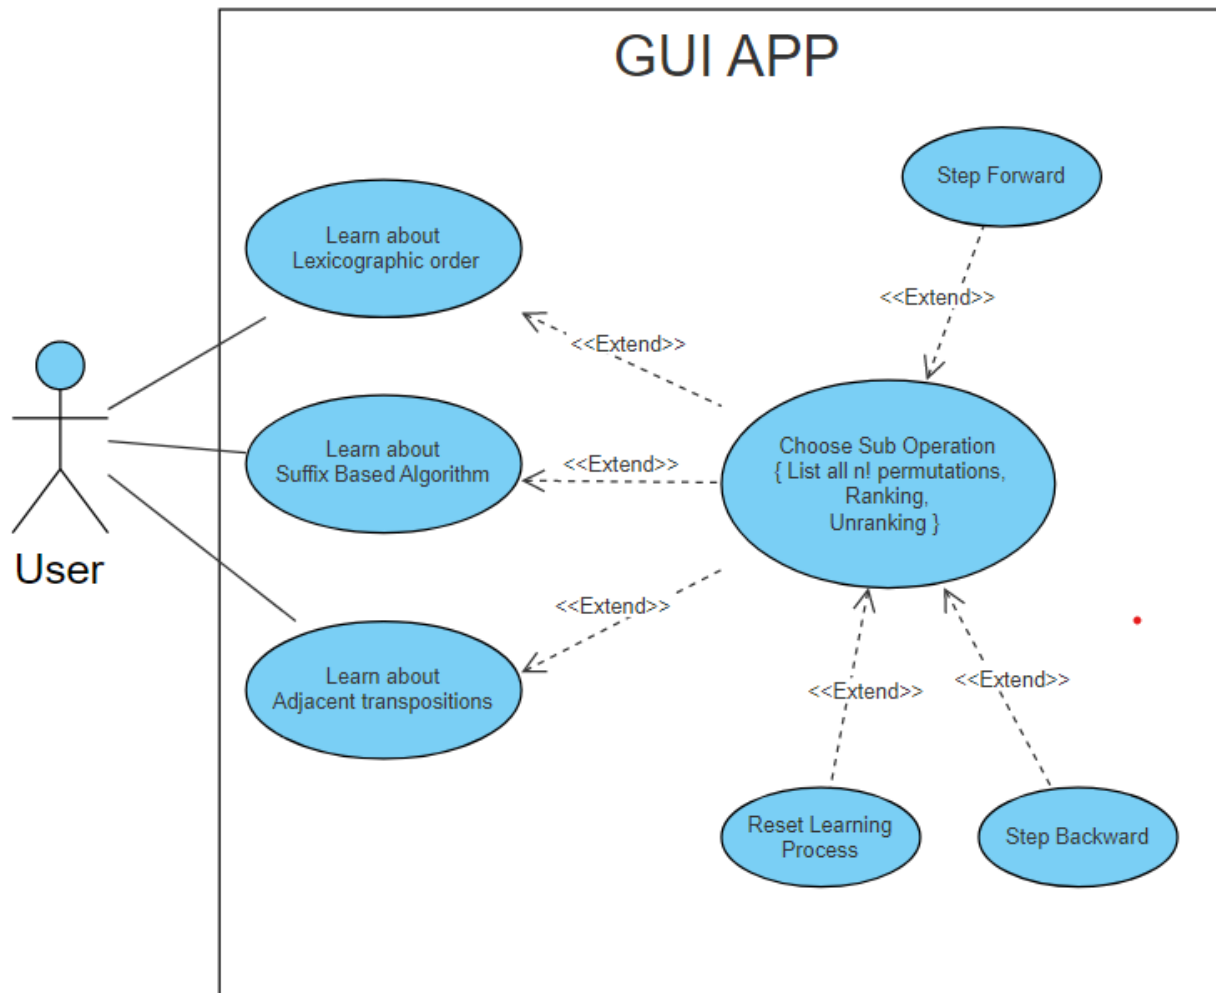 GUI APP
Step Forward
Learn about
Lexicographic order
<<Extend>>
<<Extend>>
Choose Sub Operation
{ List all n! permutations,
Ranking,
Unranking }
Learn about
Suffix Based Algorithm
<<Extend>>
User
<<Extend>>
Learn about
Adjacent transpositions
<<Extend>>
<<Extend>>
Reset Learning
Process
Step Backward